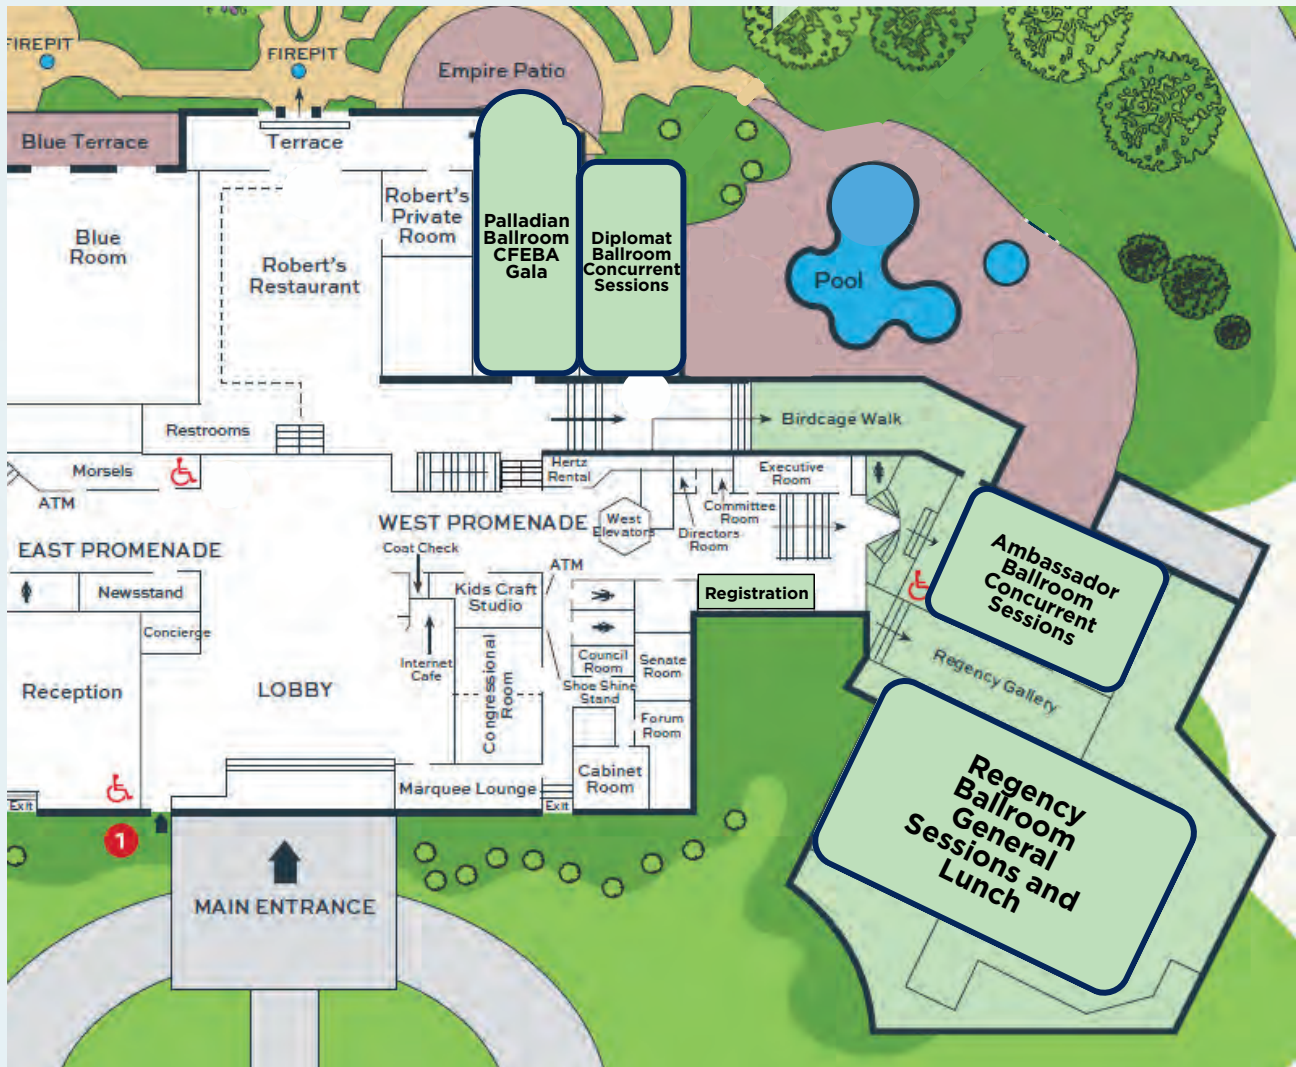 FIREPIT
FIREPIT
Empire Patio
Blue Terrace
Terrace
Blue
Room
Robert's
Restaurant
Robert's
Private
Room
Palladian
Ballroom
CFEBA
Gala
Diplomat
Ballroom
Concurrent
Sessions
Pool
Birdcage Walk
Restrooms
Morsels
ATM
Hertz
Rental
Executive
Room
WEST PROMENADE
West
Elevators
Committee
Room
Directors
Room
EAST PROMENADE
Coat Check
ATM
Newsstand
Kids Craft
Studio
Registration
Ambassador
Ballroom
Concurrent
Sessions
Concierge
Internet
Cafe
Congressional
Room
Council
Room
Senate
Room
Shoe Shine
Stand
Regency Gallery
Reception
LOBBY
Forum
Room
Cabinet
Room
Marquee Lounge
Exit
Exit
Regency
Ballroom
General
Sessions and
Lunch
1
MAIN ENTRANCE